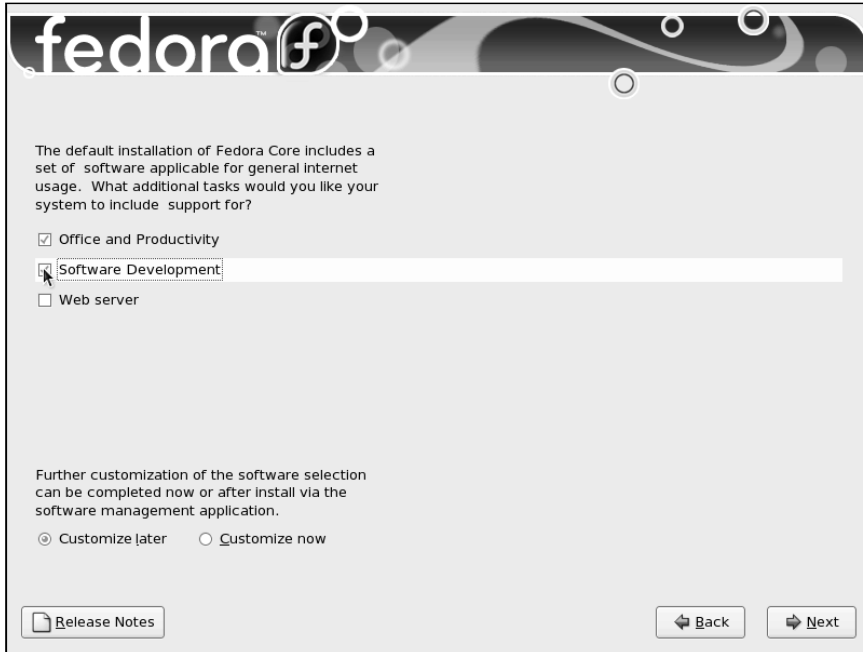 fedora™ f
The default installation of Fedora Core includes a
set of software applicable for general internet
usage. What additional tasks would you like your
system to include support for?
Office and Productivity
Software Development
Web server
Further customization of the software selection
can be completed now or after install via the
software management application.
Customize later Customize now
Release Notes Back Next